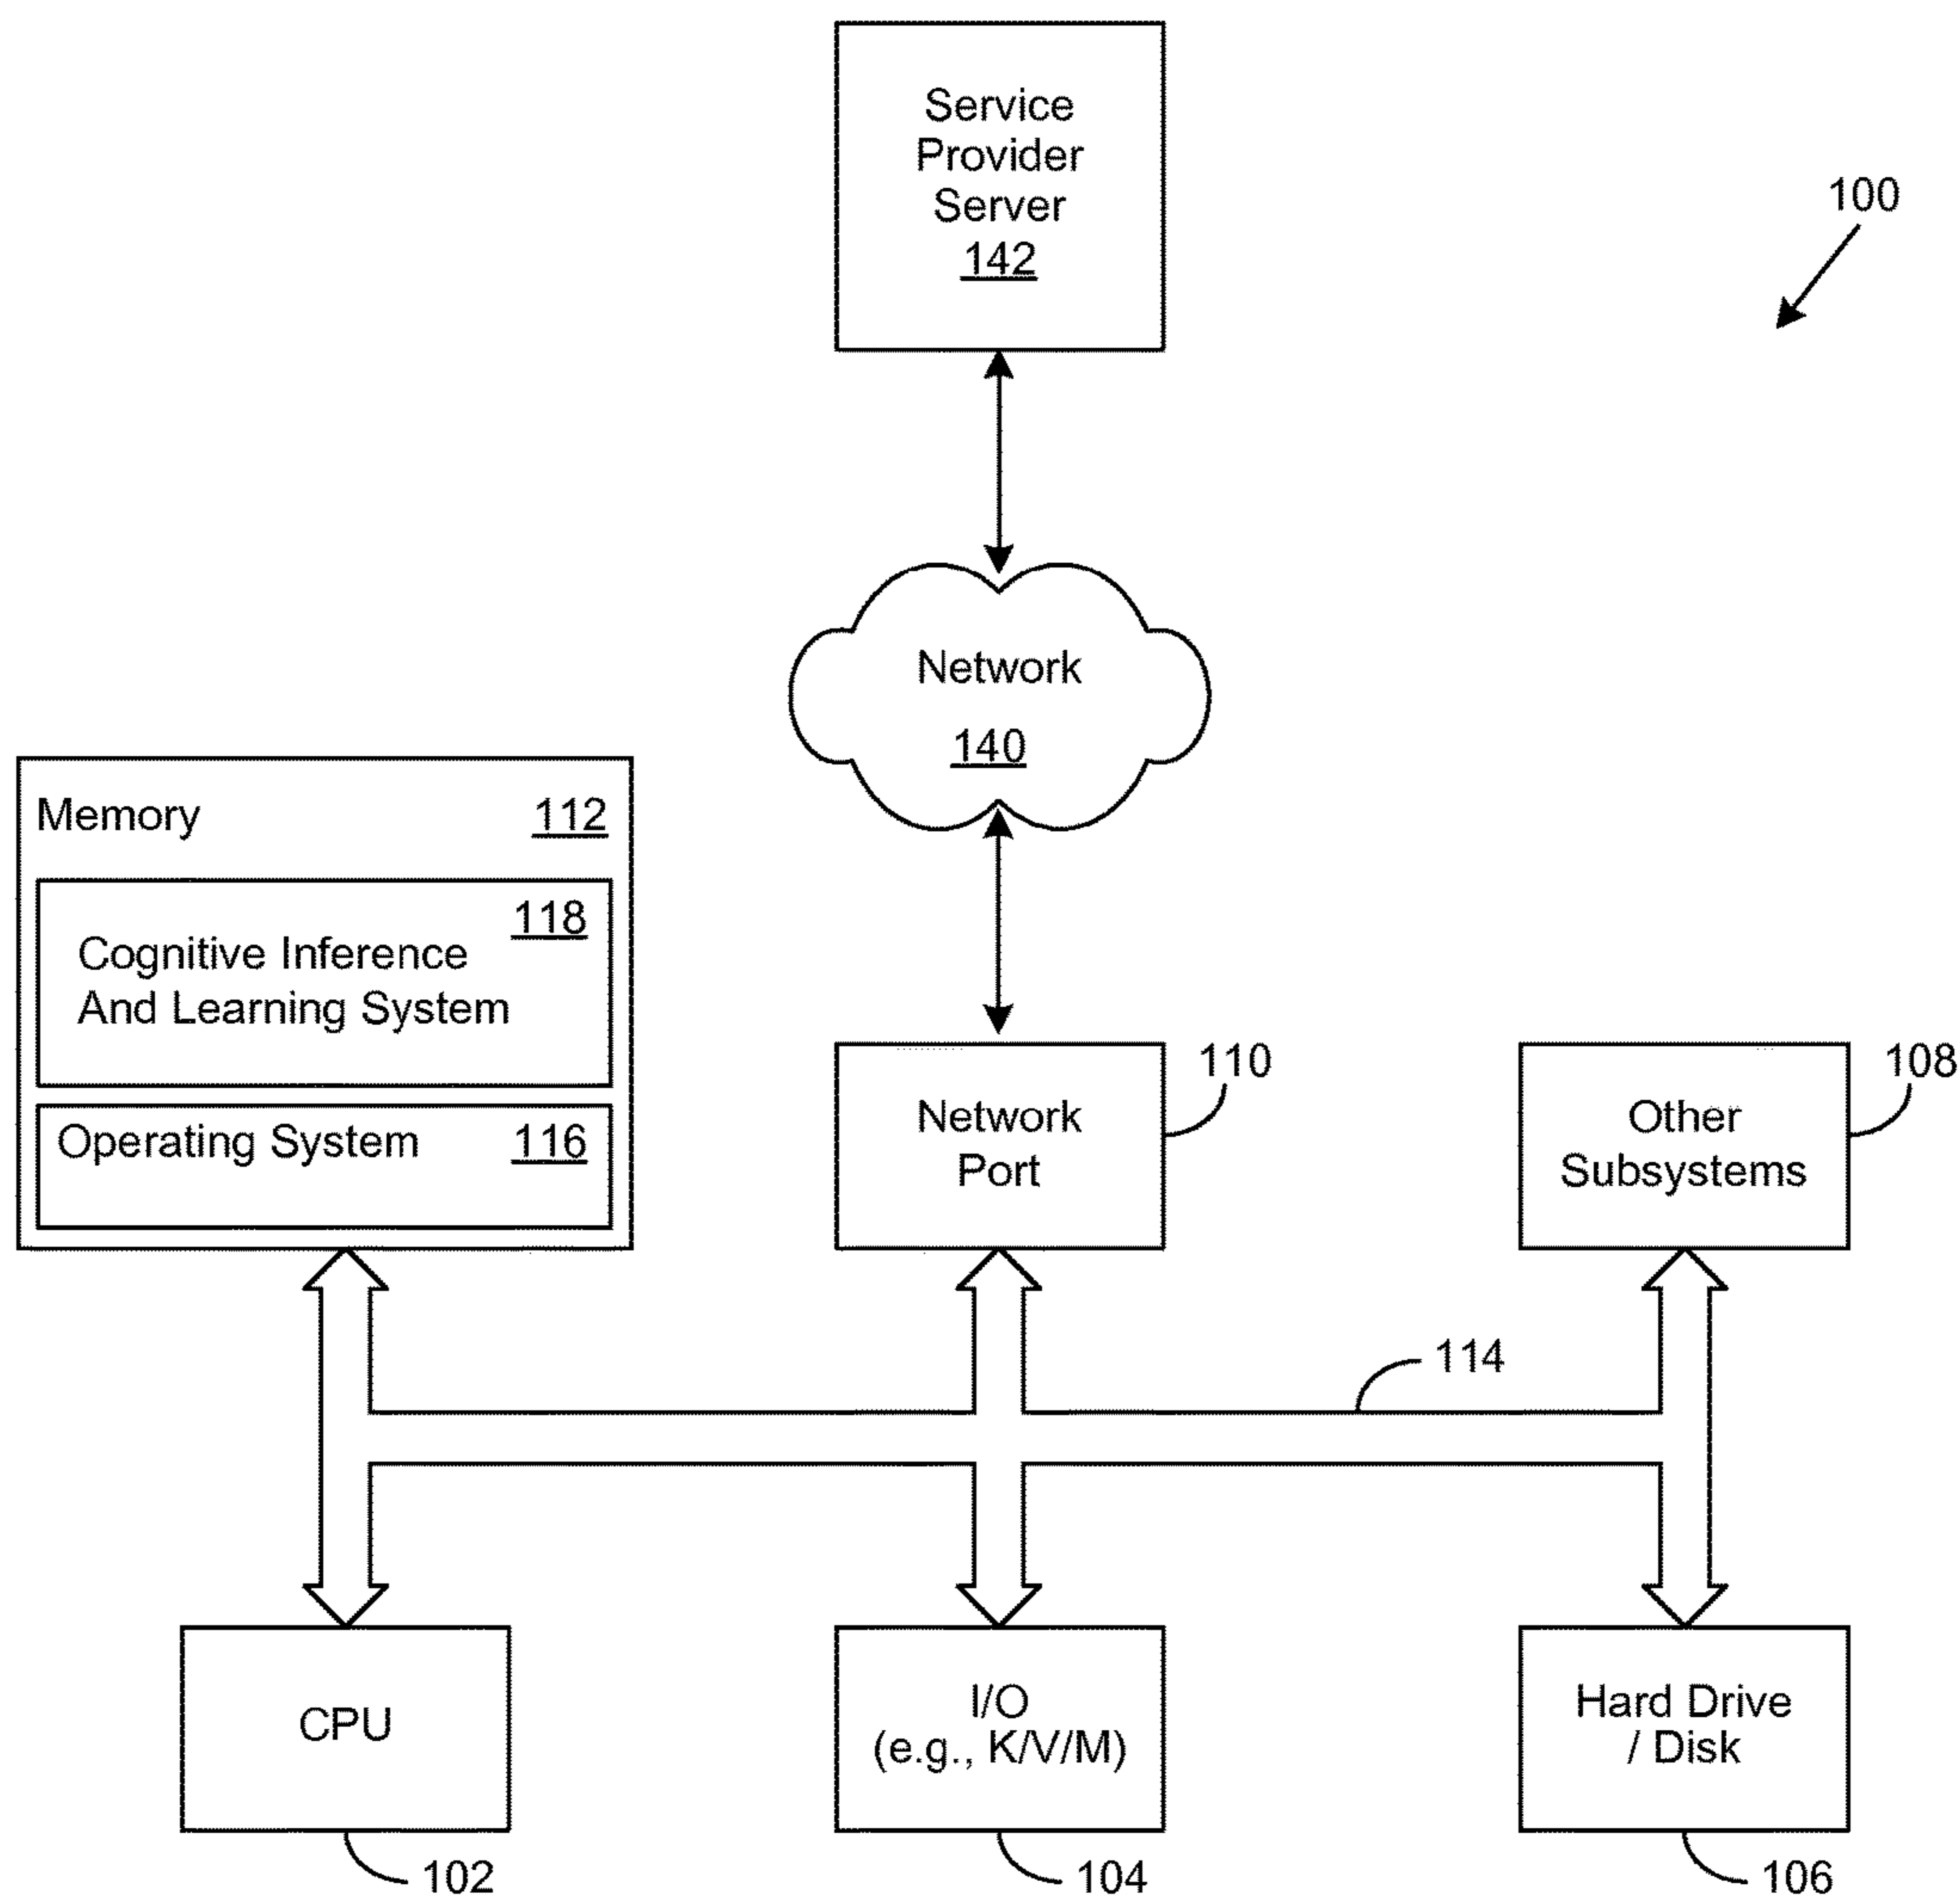 Service
Provider
Server
142
100
Network
140
Memory 112
118
Cognitive Inference
And Learning System
Operating System 116
Network
Port
110
Other
Subsystems
108
114
CPU
102
I/O
(e.g., K/V/M)
104
Hard Drive
/ Disk
106